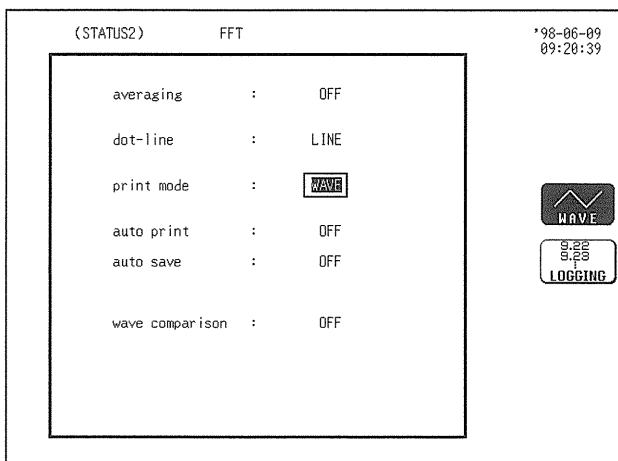 (STATUS2) FFT
'98-06-09
09:20:39
averaging : OFF
dot-line : LINE
print mode : WAVE
auto print : OFF
auto save : OFF
wave comparison : OFF
WAVE
9.22
9.23
LOGGING